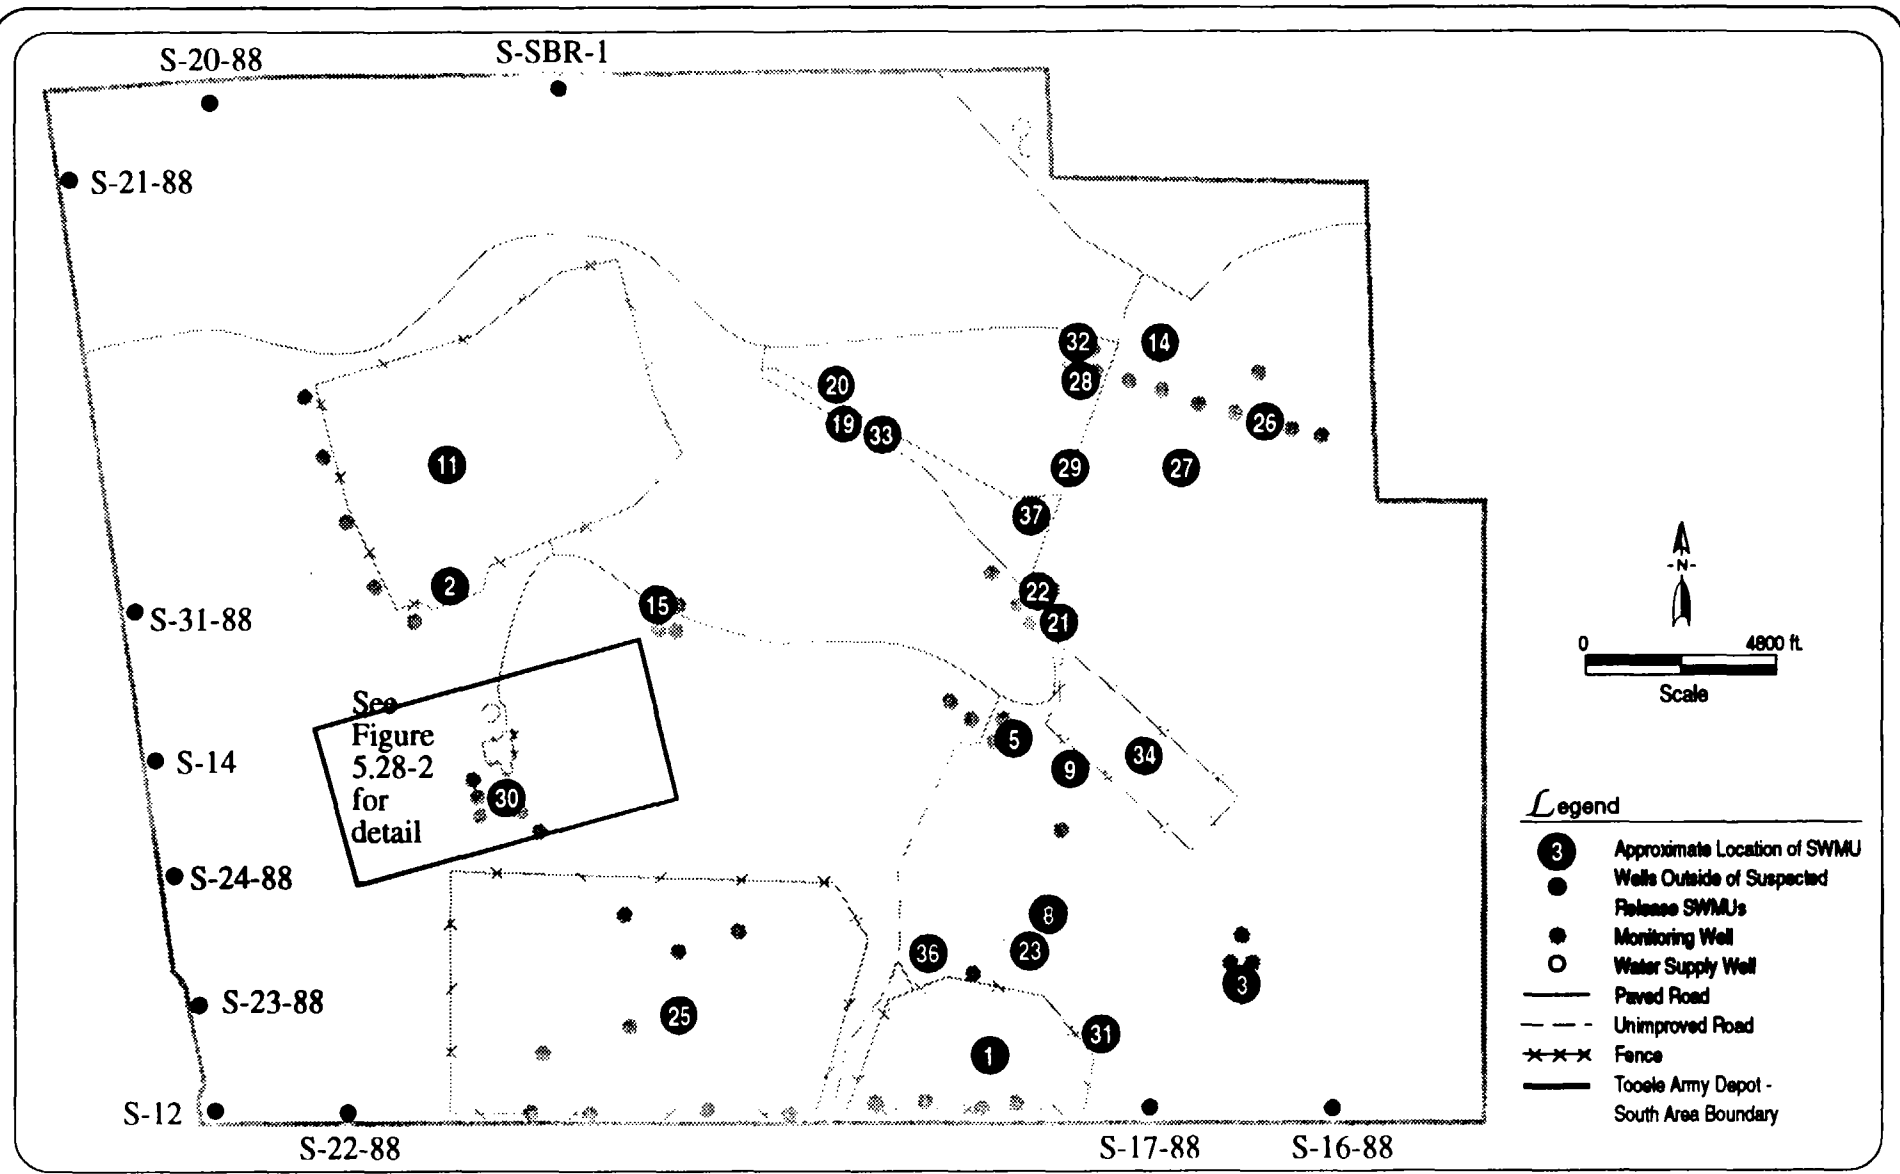 S-20-88
S-SBR-1
S-21-88
32
14
20
28
19
33
26
11
29
27
37
2
22
15
S-31-88
21
-N-
0 4800 ft.
Scale
See
Figure
5.28-2
for
detail
5
34
S-14
9
30
Legend
3 Approximate Location of SWMU
Wells Outside of Suspected
Release SWMUs
Monitoring Well
Water Supply Well
Paved Road
Unimproved Road
Fence
Tooele Army Depot -
South Area Boundary
S-24-88
8
36
23
3
S-23-88
25
31
1
S-12
S-22-88
S-17-88
S-16-88